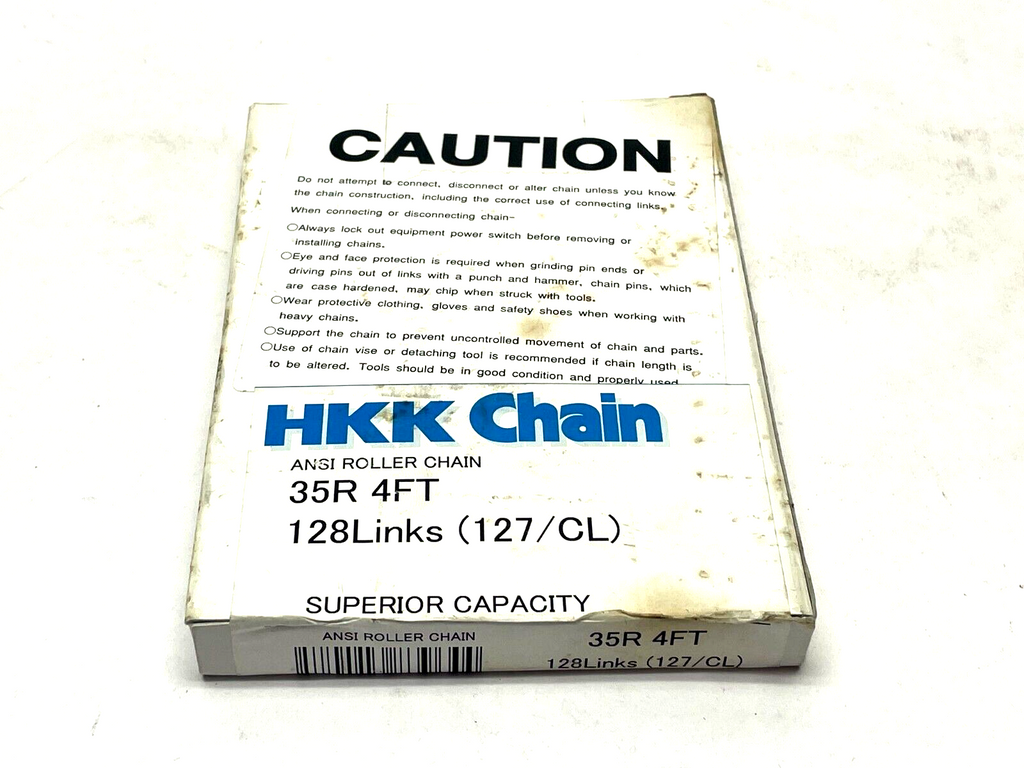 CAUTION
Do not attempt to connect, disconnect or alter chain unless you know
the chain construction, including the correct use of connecting links.
When connecting or disconnecting chain-
○Always lock out equipment power switch before removing or
installing chains.
○Eye and face protection is required when grinding pin ends or
driving pins out of links with a punch and hammer, chain pins, which
are case hardened, may chip when struck with tools.
○Wear protective clothing, gloves and safety shoes when working with
heavy chains.
○Support the chain to prevent uncontrolled movement of chain and parts.
○Use of chain vise or detaching tool is recommended if chain length is
to be altered. Tools should be in good condition and properly used
HKK Chain
ANSI ROLLER CHAIN
35R 4FT
128Links (127/CL)
SUPERIOR CAPACITY
ANSI ROLLER CHAIN
35R 4FT
128Links (127/CL)